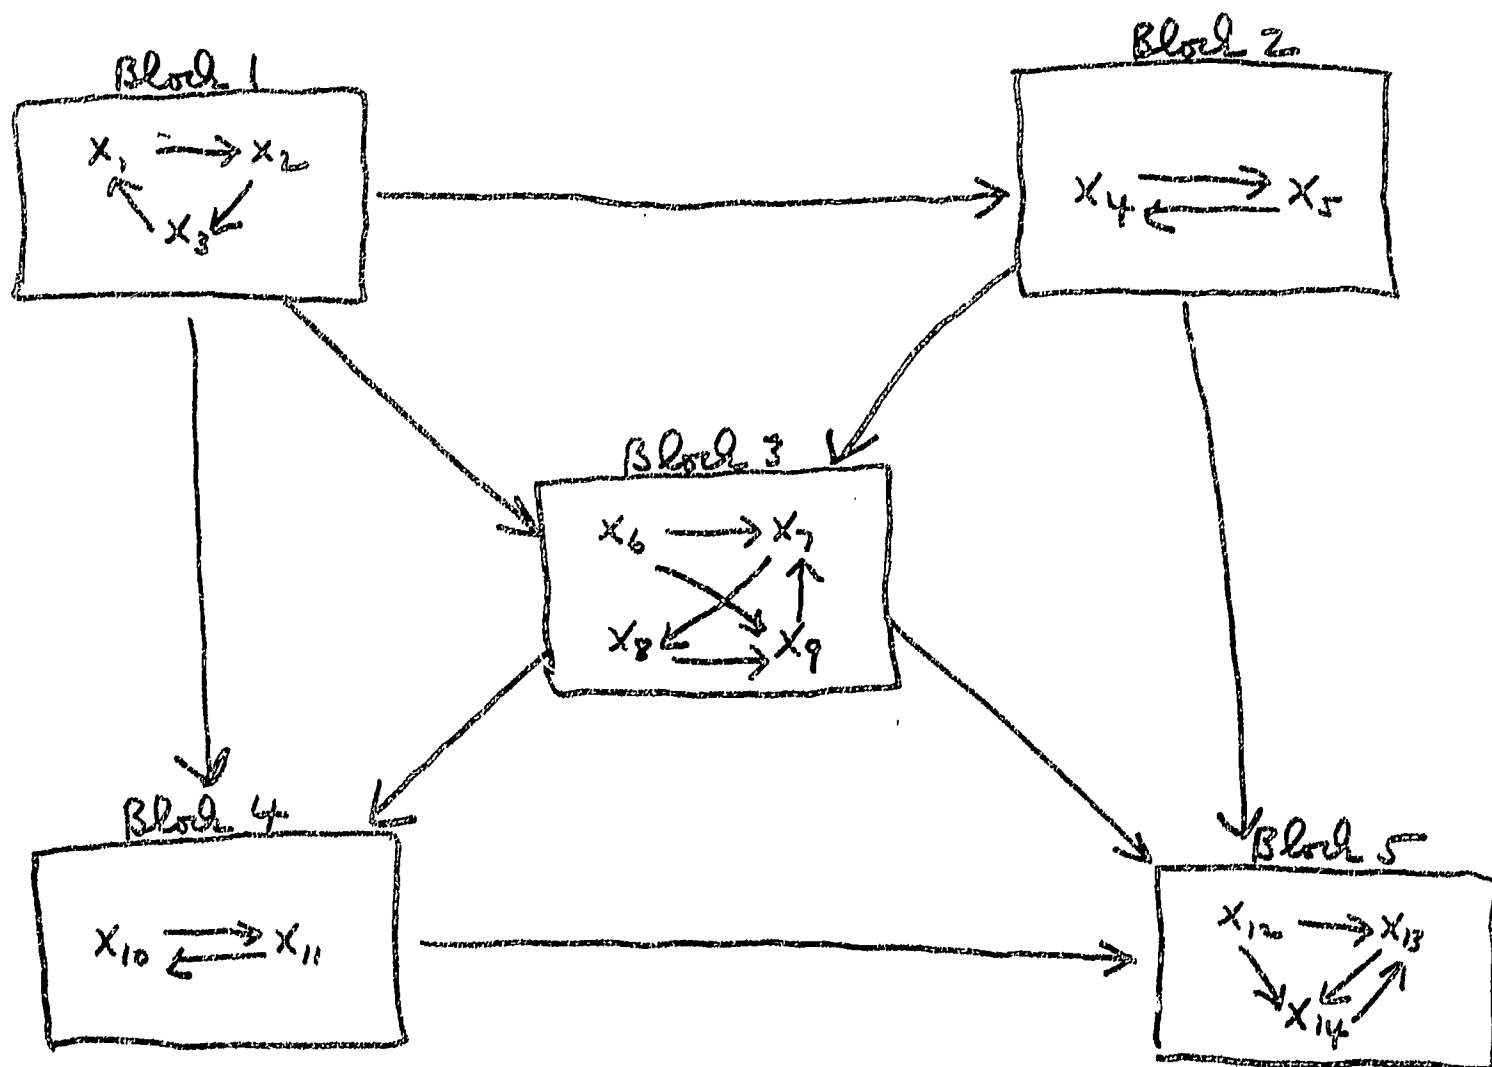 Block 1
X₁ X₂
X₃
Block 2
X₄ X₅
Block 3
X₆ X₇
X₈ X₉
Block 4
X₁₀ X₁₁
Block 5
X₁₂ X₁₃
X₁₄